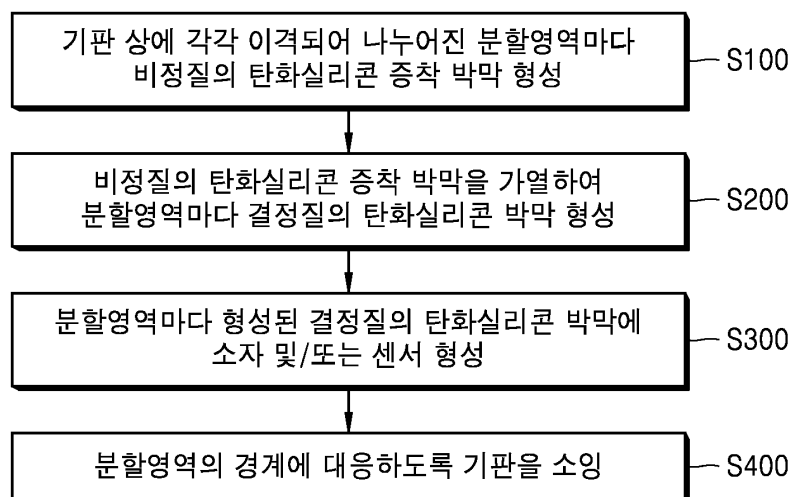 기판 상에 각각 이격되어 나누어진 분할영역마다
비정질의 탄화실리콘 증착 박막 형성
S100
비정질의 탄화실리콘 증착 박막을 가열하여
분할영역마다 결정질의 탄화실리콘 박막 형성
S200
분할영역마다 형성된 결정질의 탄화실리콘 박막에
소자 및/또는 센서 형성
S300
분할영역의 경계에 대응하도록 기판을 소잉
S400